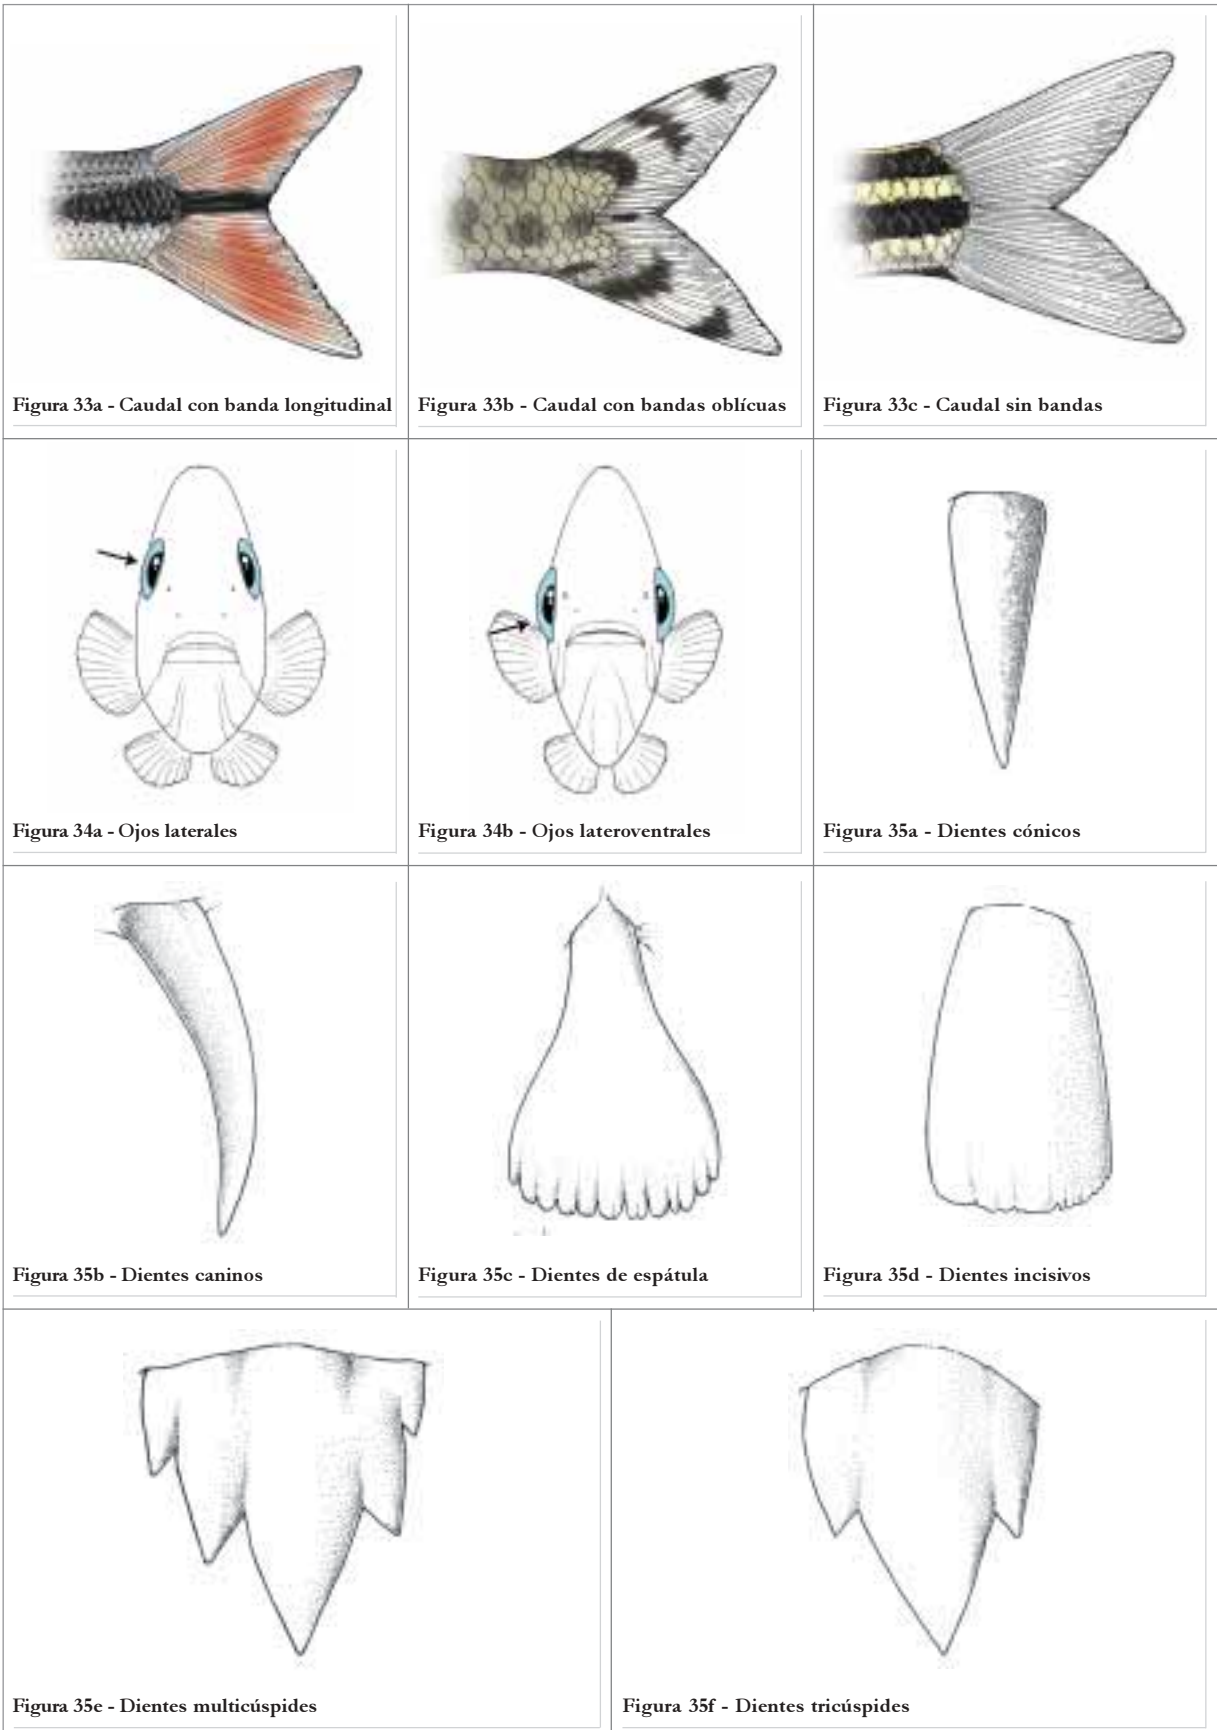 Figura 33a - Caudal con banda longitudinal
Figura 33b - Caudal con bandas oblícuas
Figura 33c - Caudal sin bandas
Figura 34a - Ojos laterales
Figura 34b - Ojos lateroventrales
Figura 35a - Dientes cónicos
Figura 35b - Dientes caninos
Figura 35c - Dientes de espátula
Figura 35d - Dientes incisivos
Figura 35e - Dientes multicúspides
Figura 35f - Dientes tricúspides